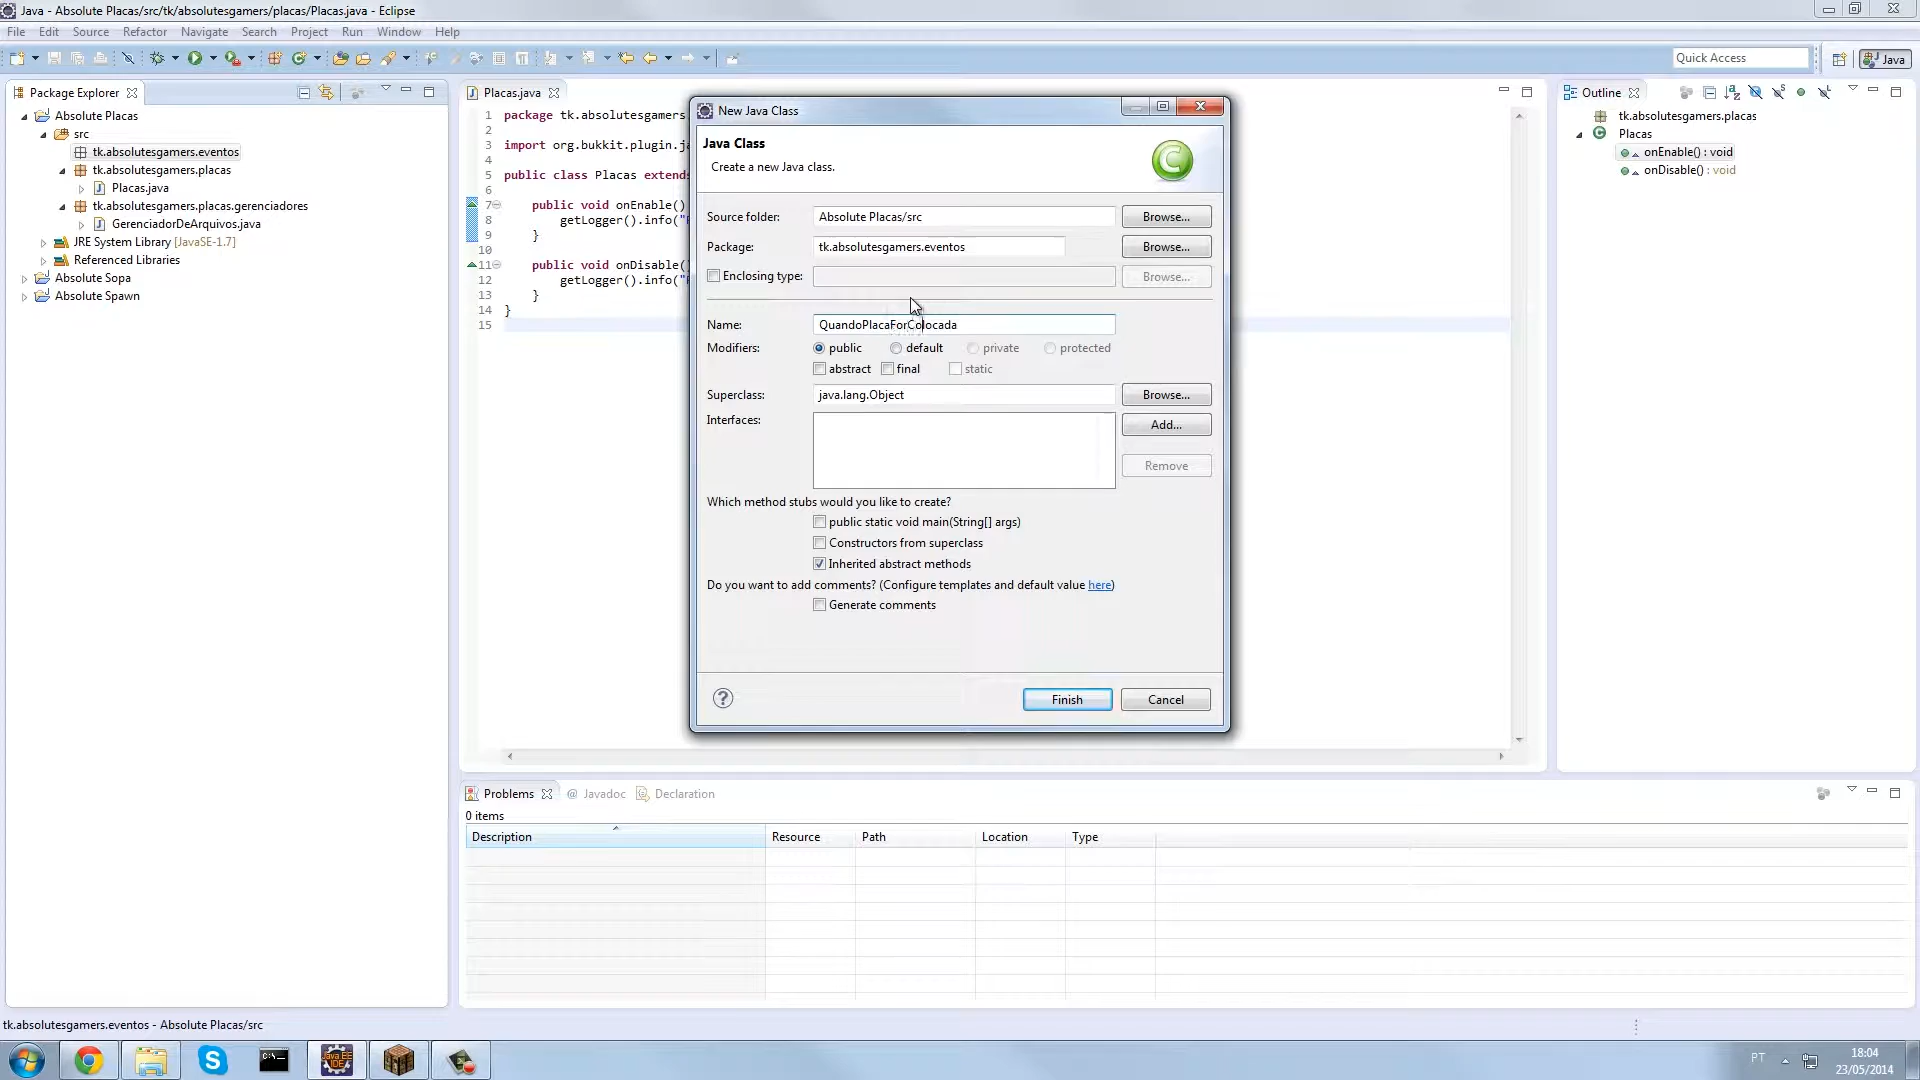 Java - Absolute Placas/src/tk/absolutesgamers/placas/Placas.java - Eclipse
File Edit Source Refactor Navigate Search Project Run Window Help
Quick Access
Java
Package Explorer
Absolute Placas
src
tk.absolutesgamers.eventos
tk.absolutesgamers.placas
Placas.java
tk.absolutesgamers.placas.gerenciadores
GerenciadorDeArquivos.java
JRE System Library [JavaSE-1.7]
Referenced Libraries
Absolute Sopa
Absolute Spawn
Placas.java
1 package tk.absolutesgamers.
2
3 import org.bukkit.plugin.ja
4
5 public class Placas extends
6
7 public void onEnable()
8 getLogger().info("
9 }
10
11 public void onDisable(
12 getLogger().info("
13 }
14 }
15
New Java Class
Java Class
Create a new Java class.
Source folder: Absolute Placas/src Browse...
Package: tk.absolutesgamers.eventos Browse...
Enclosing type: Browse...
Name: QuandoPlacaForColocada
Modifiers: public default private protected
abstract final static
Superclass: java.lang.Object Browse...
Interfaces: Add...
Remove
Which method stubs would you like to create?
public static void main(String[] args)
Constructors from superclass
Inherited abstract methods
Do you want to add comments? (Configure templates and default value here)
Generate comments
? Finish Cancel
Outline
tk.absolutesgamers.placas
Placas
onEnable() : void
onDisable() : void
Problems @ Javadoc Declaration
0 items
Description Resource Path Location Type
tk.absolutesgamers.eventos - Absolute Placas/src
Java EE
IDE
PT
18:04
23/05/2014